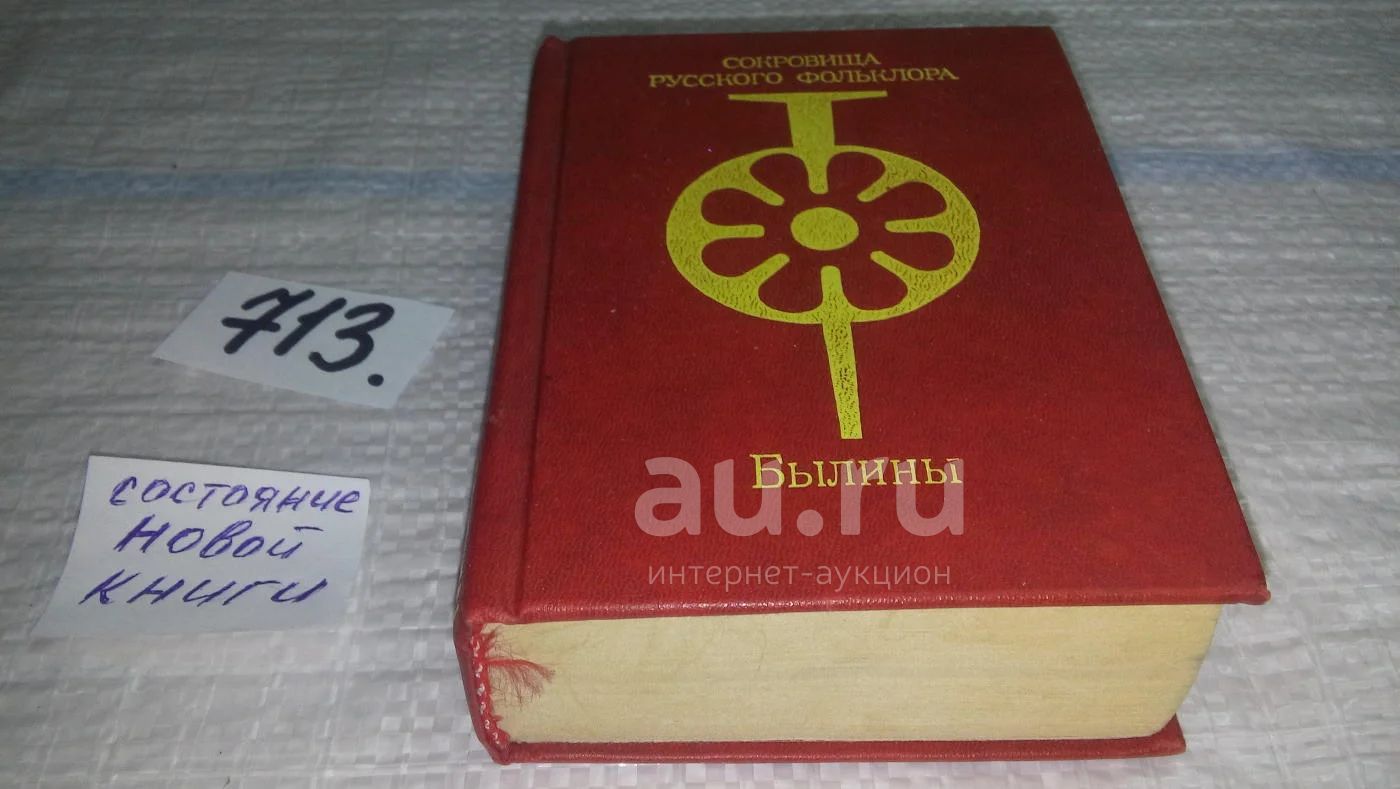 СОКРОВИЩА
РУССКОГО ФОЛЬКЛОРА
Былины
713.
состояние
новой
книги
au.ru
интернет-аукцион